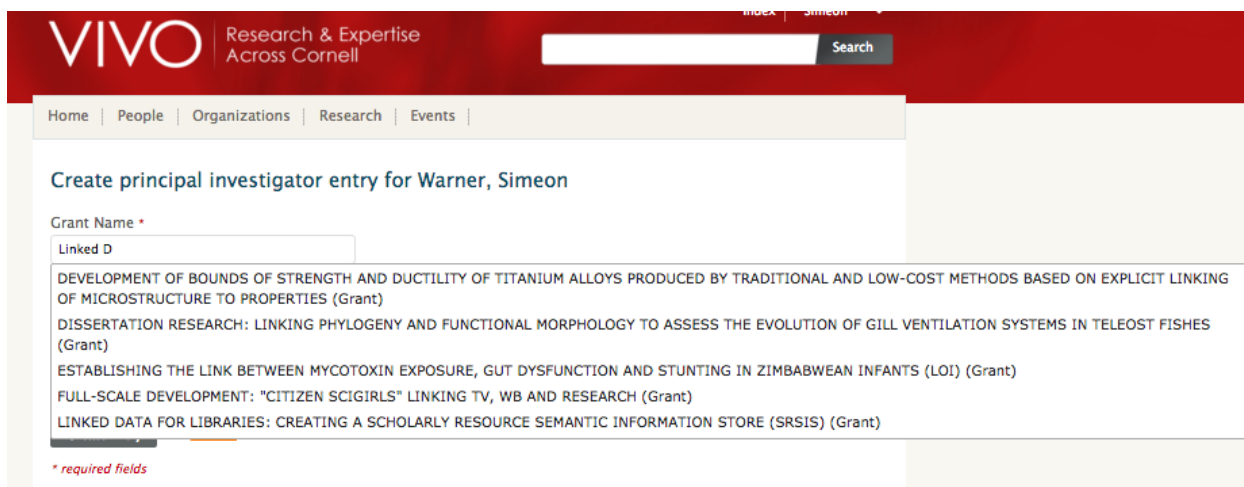 Index Simeon
VIVO Research & Expertise
Across Cornell
Search
Home People Organizations Research Events
Create principal investigator entry for Warner, Simeon
Grant Name *
Linked D
DEVELOPMENT OF BOUNDS OF STRENGTH AND DUCTILITY OF TITANIUM ALLOYS PRODUCED BY TRADITIONAL AND LOW-COST METHODS BASED ON EXPLICIT LINKING
OF MICROSTRUCTURE TO PROPERTIES (Grant)
DISSERTATION RESEARCH: LINKING PHYLOGENY AND FUNCTIONAL MORPHOLOGY TO ASSESS THE EVOLUTION OF GILL VENTILATION SYSTEMS IN TELEOST FISHES
(Grant)
ESTABLISHING THE LINK BETWEEN MYCOTOXIN EXPOSURE, GUT DYSFUNCTION AND STUNTING IN ZIMBABWEAN INFANTS (LOI) (Grant)
FULL-SCALE DEVELOPMENT: "CITIZEN SCIGIRLS" LINKING TV, WB AND RESEARCH (Grant)
LINKED DATA FOR LIBRARIES: CREATING A SCHOLARLY RESOURCE SEMANTIC INFORMATION STORE (SRSIS) (Grant)
* required fields